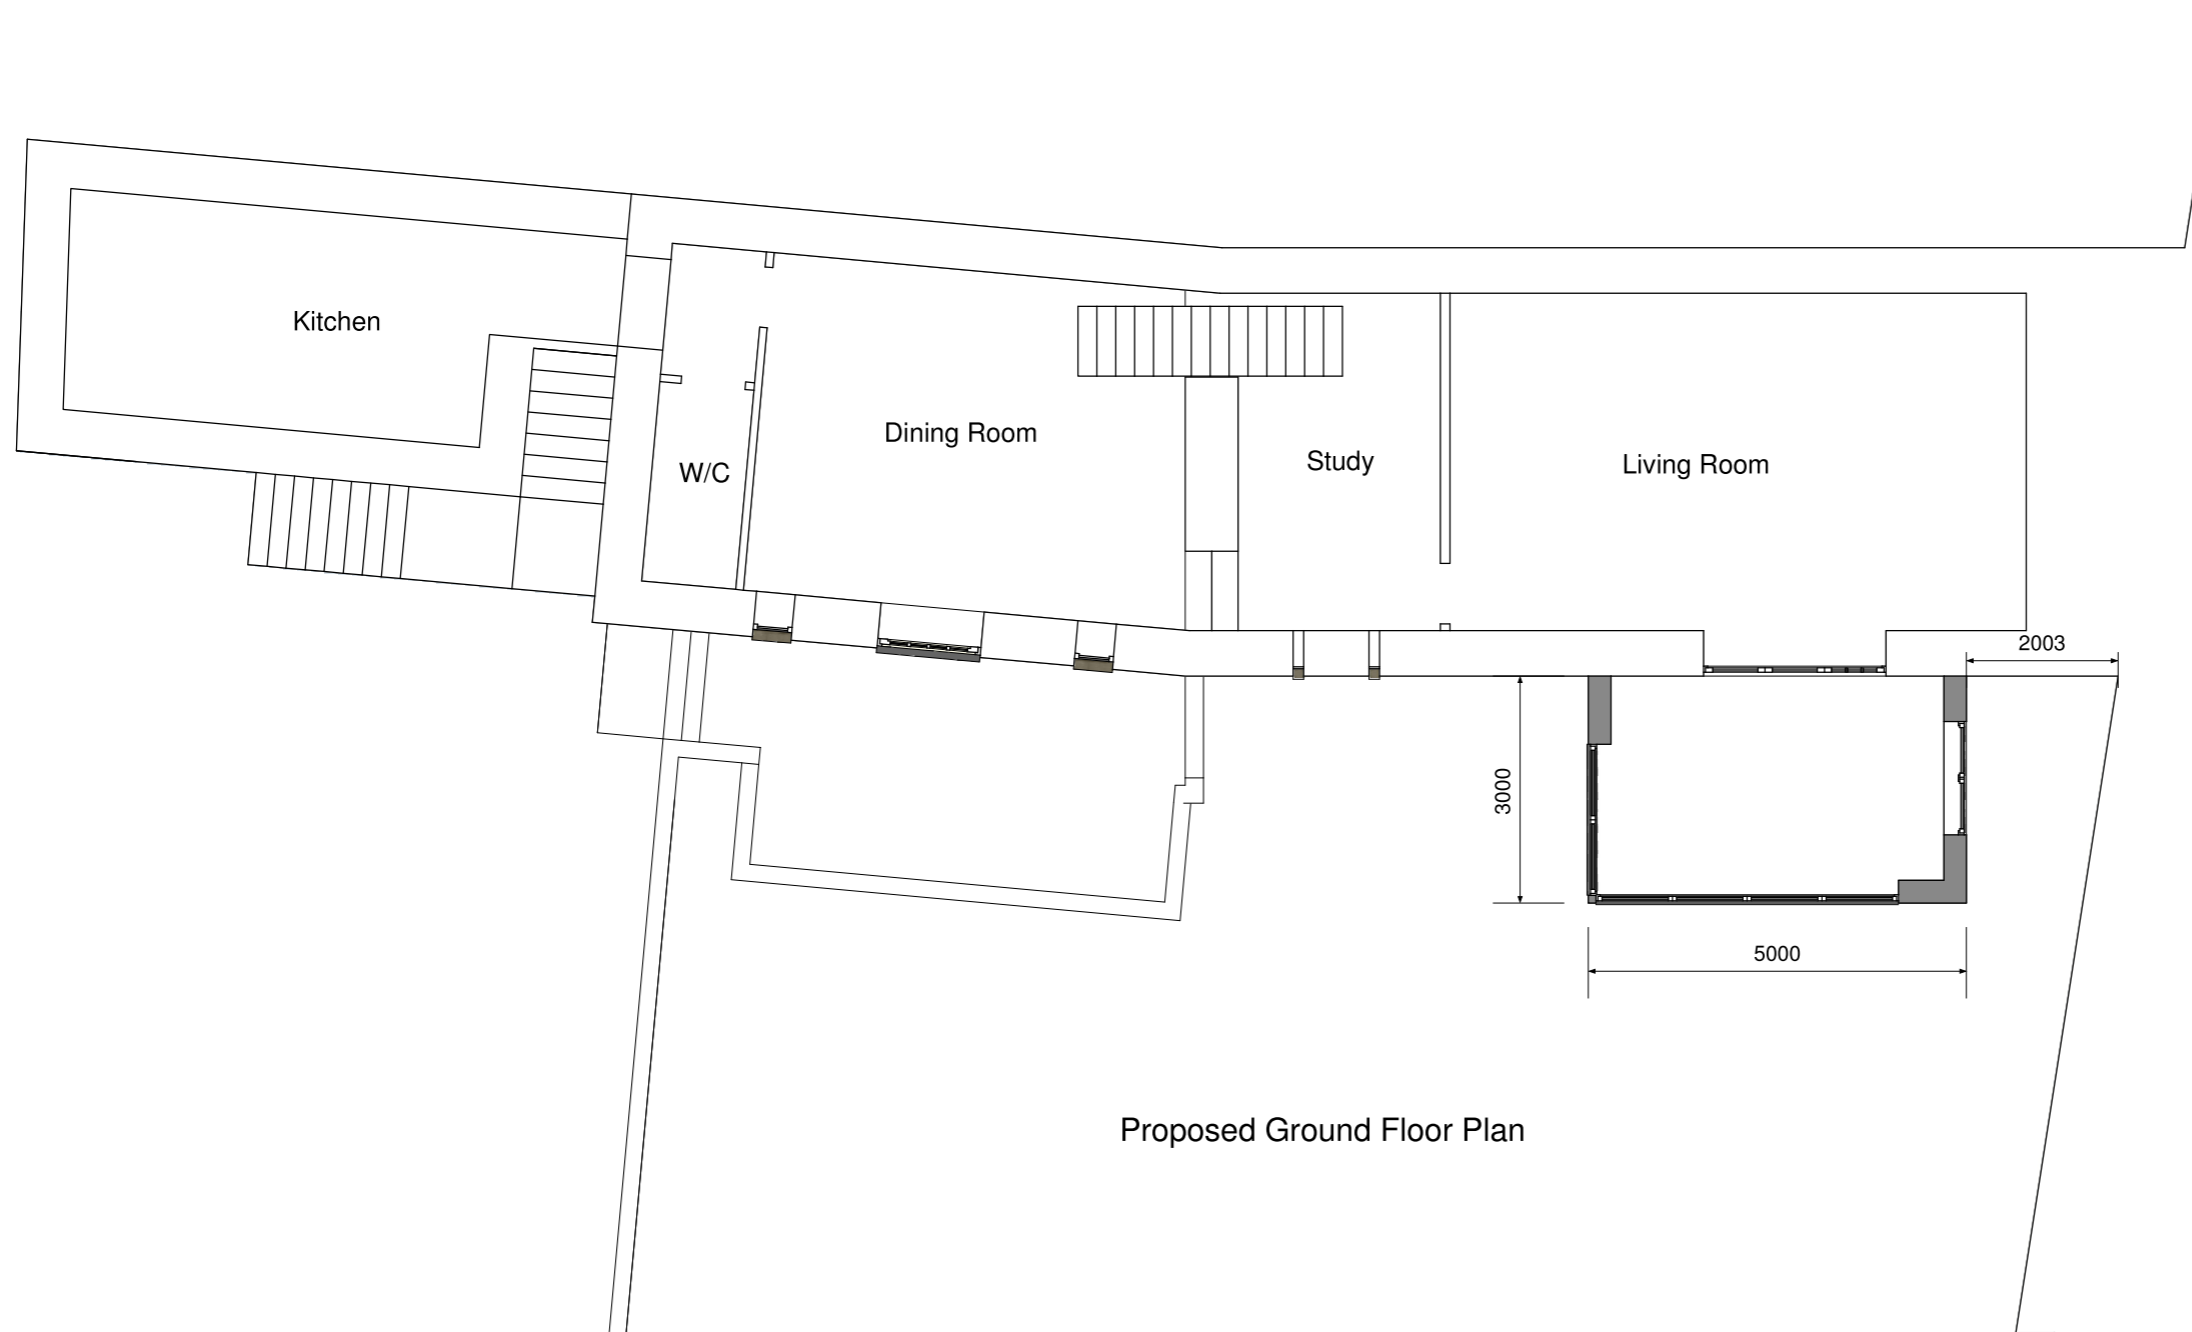 Kitchen
Dining Room
W/C
Study
Living Room
2003
3000
5000
Proposed Ground Floor Plan